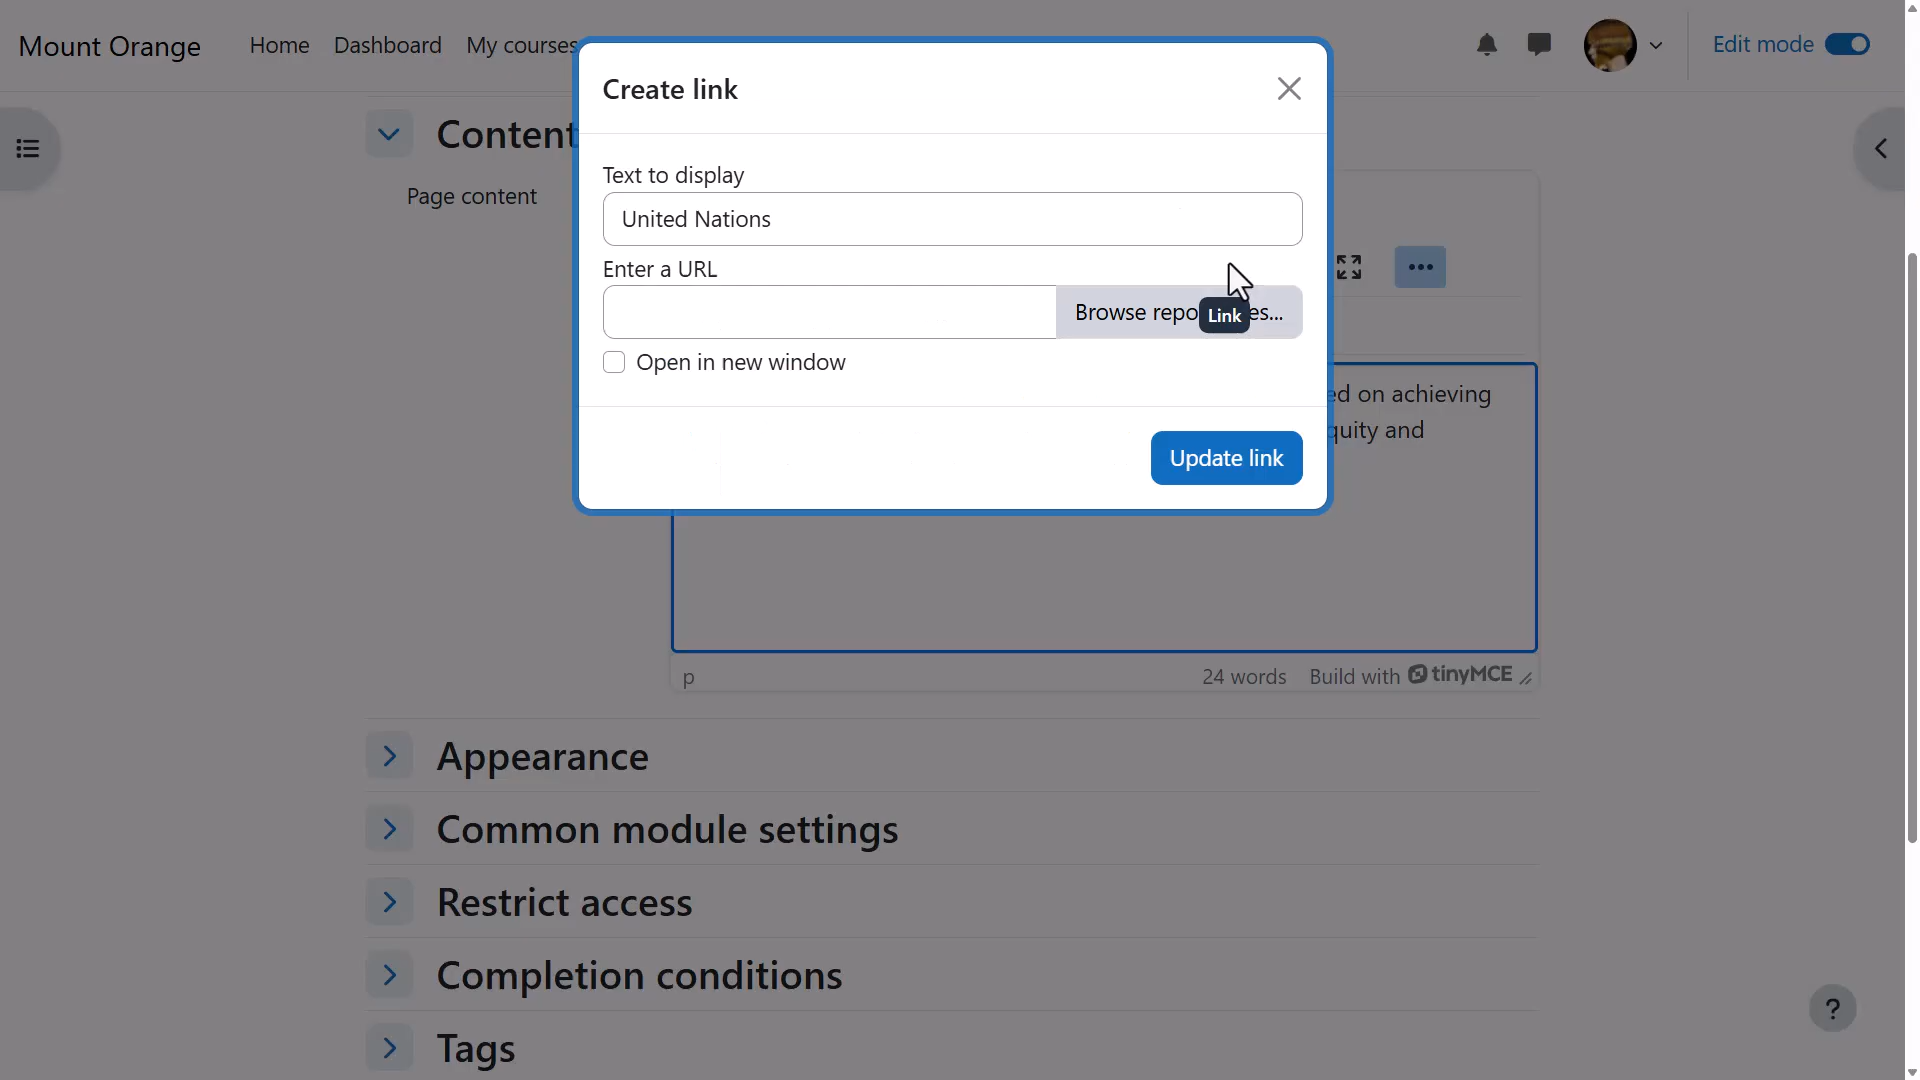 Mount Orange
Home
Dashboard
My courses
Edit mode
Create link
Text to display
United Nations
Enter a URL
Browse repo
Link
es...
Open in new window
Update link
Content
Page content
ed on achieving
quity and
p
24 words
Build with tinyMCE
Appearance
Common module settings
Restrict access
Completion conditions
Tags
?